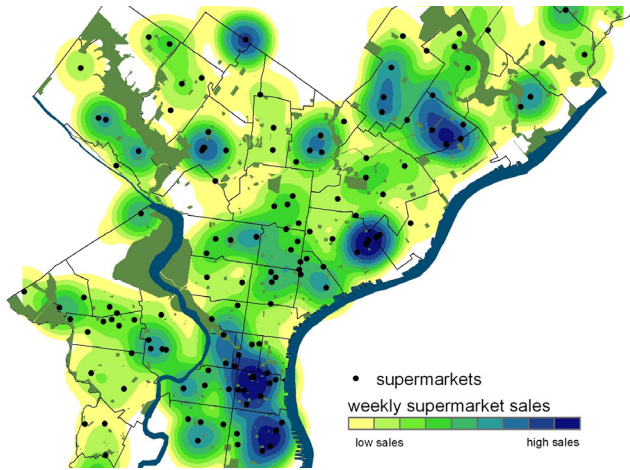 supermarkets
weekly supermarket sales
low sales high sales